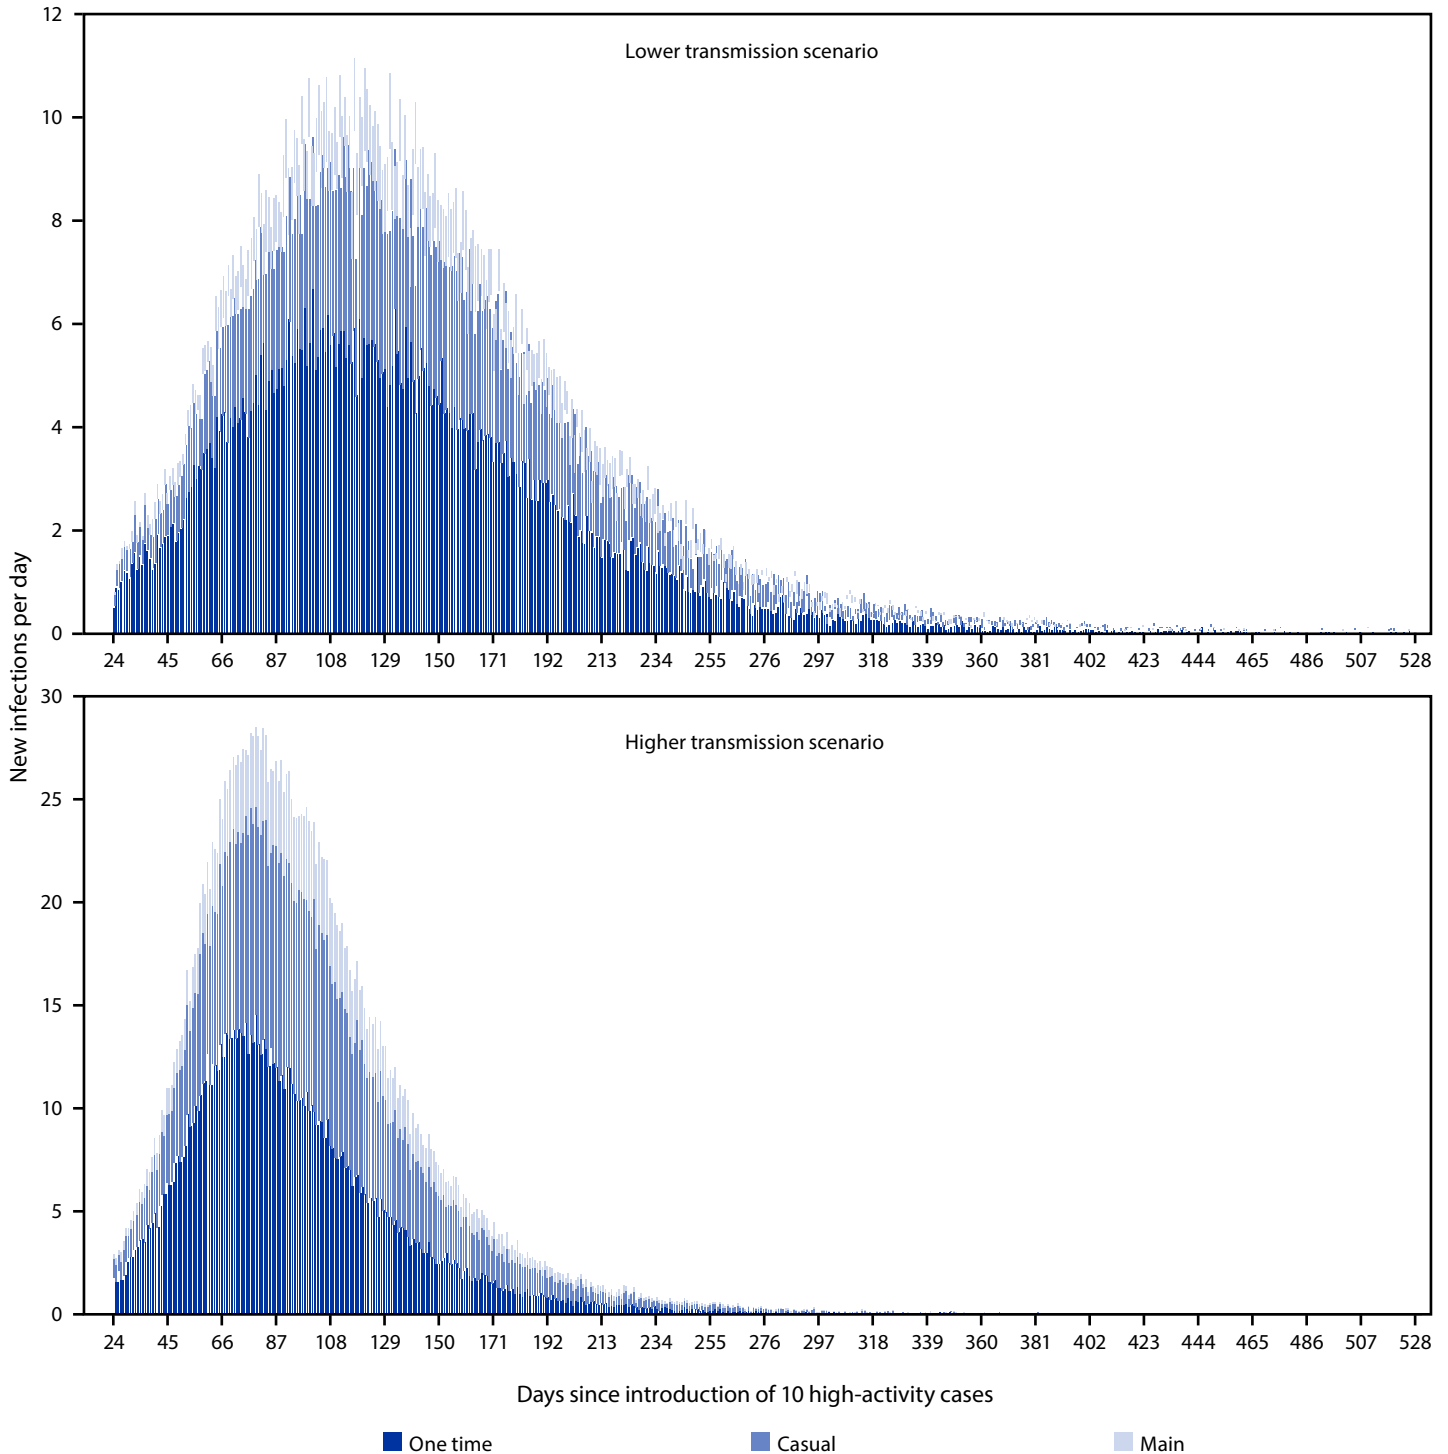 12
Lower transmission scenario
10
8
6
4
2
0
24 45 66 87 108 129 150 171 192 213 234 255 276 297 318 339 360 381 402 423 444 465 486 507 528
New infections per day
30
Higher transmission scenario
25
20
15
10
5
0
24 45 66 87 108 129 150 171 192 213 234 255 276 297 318 339 360 381 402 423 444 465 486 507 528
Days since introduction of 10 high-activity cases
One time Casual Main